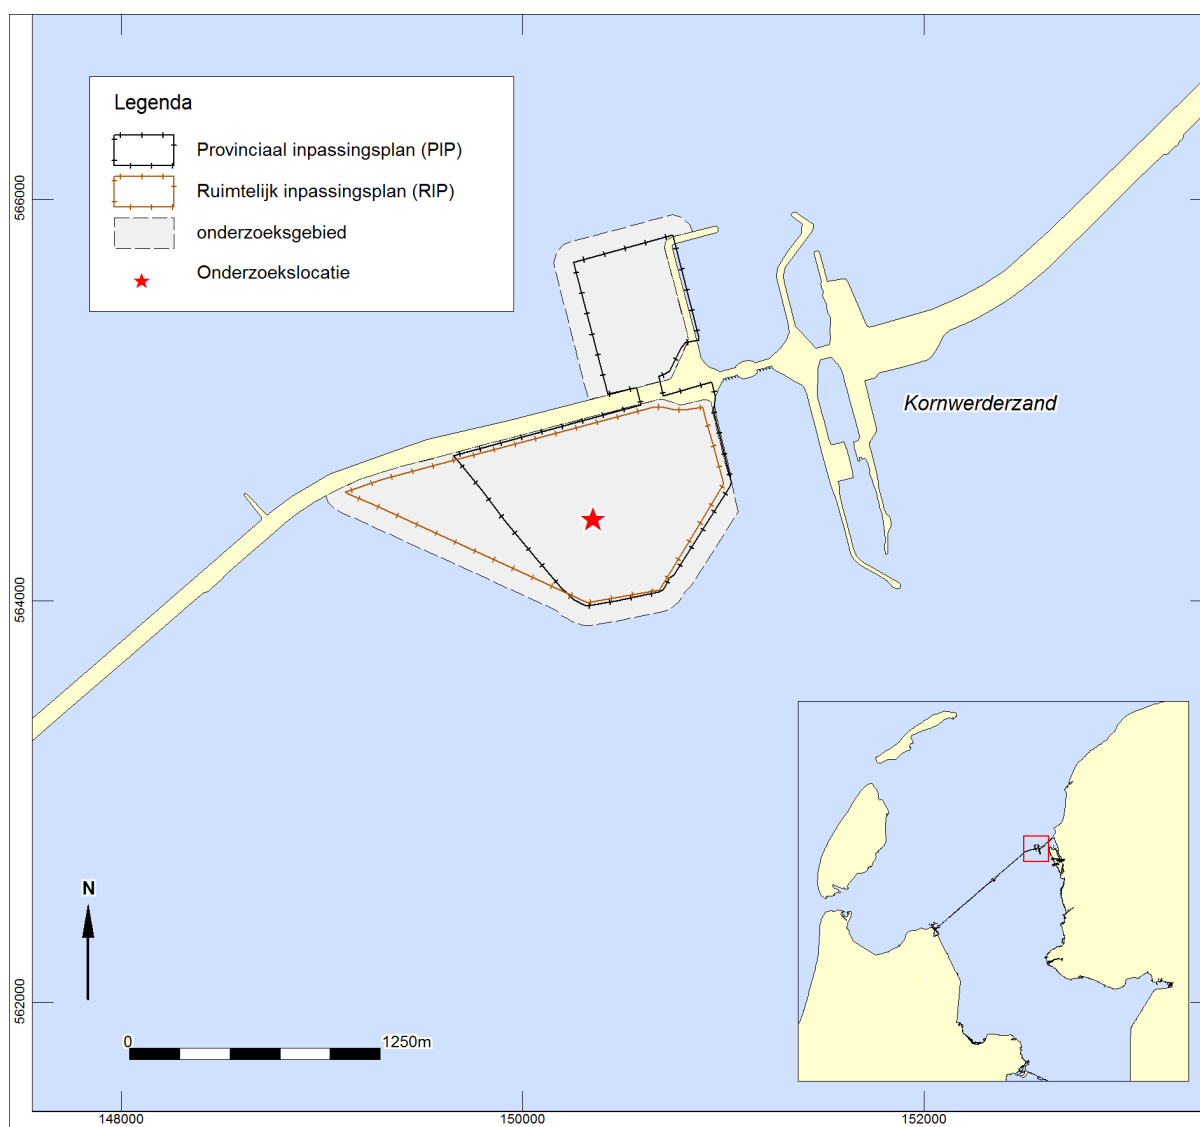 Legenda
Provinciaal inpassingsplan (PIP)
Ruimtelijk inpassingsplan (RIP)
onderzoeksgebied
Onderzoekslocatie
566000
Kornwerderzand
564000
N
562000
0
1250m
148000
150000
152000